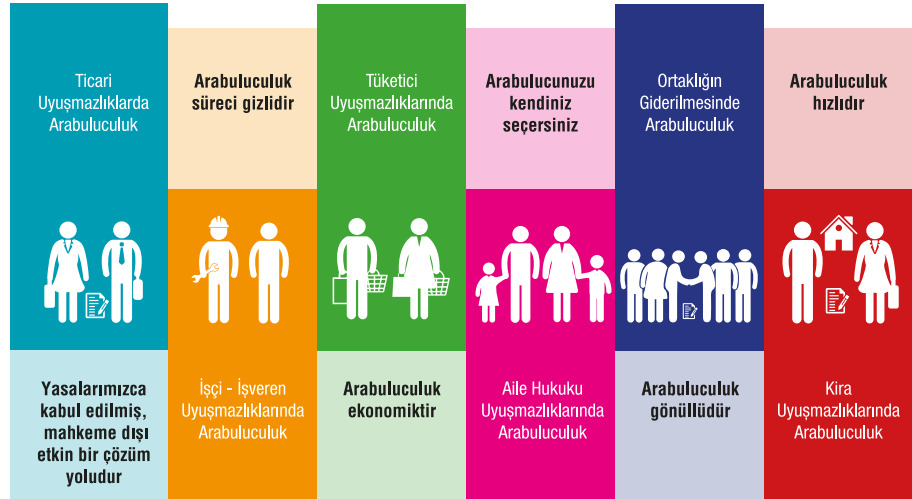 Ticari
Uyuşmazlıklarda
Arabuluculuk
Arabuluculuk
süreci gizlidir
Tüketici
Uyuşmazlıklarında
Arabuluculuk
Arabulucunuzu
kendiniz
seçersiniz
Ortaklığın
Giderilmesinde
Arabuluculuk
Arabuluculuk
hızlıdır
Yasalarımızca
kabul edilmiş,
mahkeme dışı
etkin bir çözüm
yoludur
İşçi - İşveren
Uyuşmazlıklarında
Arabuluculuk
Arabuluculuk
ekonomiktir
Aile Hukuku
Uyuşmazlıklarında
Arabuluculuk
Arabuluculuk
gönüllüdür
Kira
Uyuşmazlıklarında
Arabuluculuk